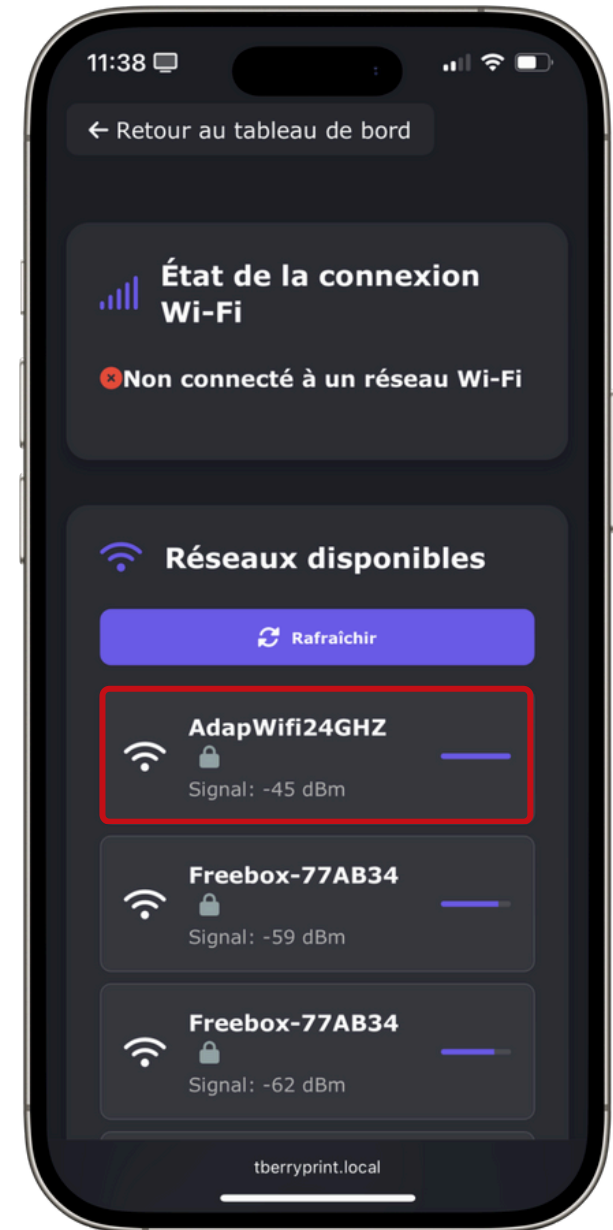 11:38
← Retour au tableau de bord
État de la connexion
Wi-Fi
Non connecté à un réseau Wi-Fi
Réseaux disponibles
Rafraîchir
AdapWifi24GHZ
Signal: -45 dBm
Freebox-77AB34
Signal: -59 dBm
Freebox-77AB34
Signal: -62 dBm
tberryprint.local